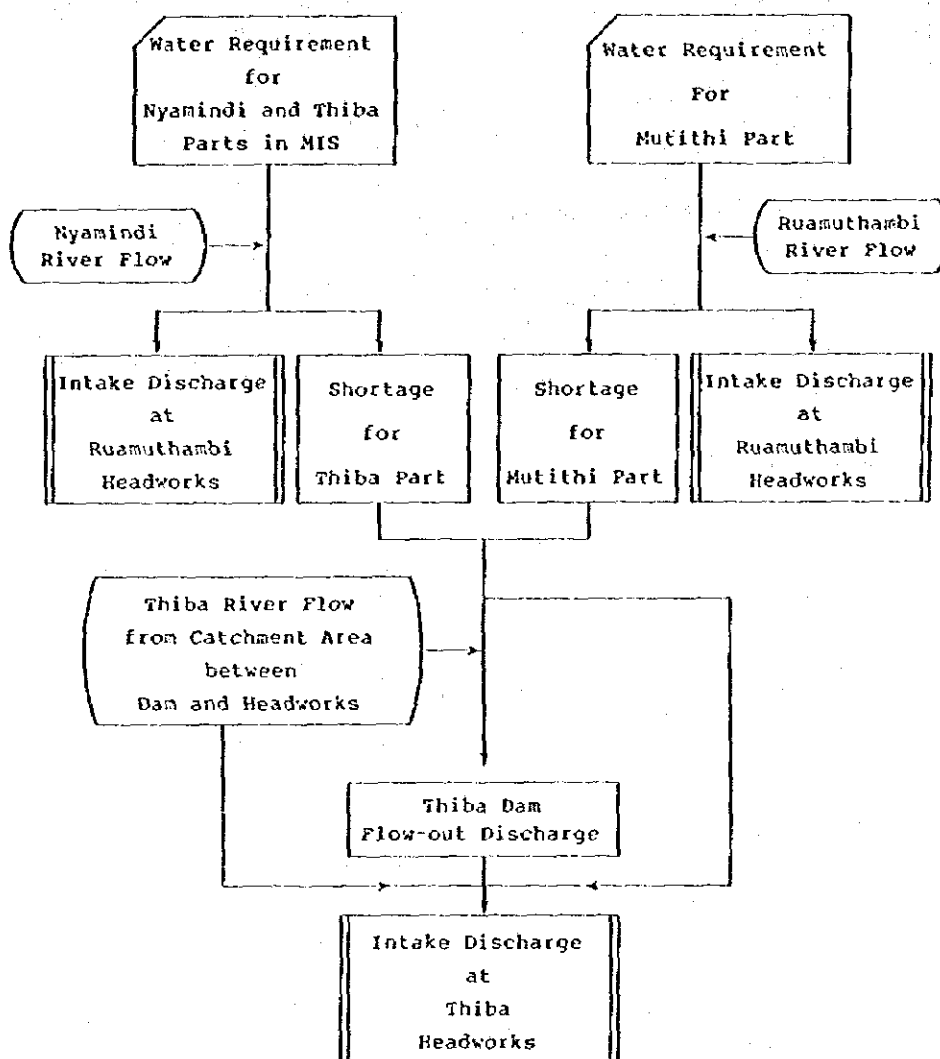 Water Requirement
for
Nyamindi and Thiba
Parts in MIS
Water Requirement
For
Mutithi Part
Nyamindi
River Flow
Ruamuthambi
River Flow
Intake Discharge
at
Ruamuthambi
Headworks
Shortage
for
Thiba Part
Shortage
for
Mutithi Part
Intake Discharge
at
Ruamuthambi
Headworks
Thiba River Flow
from Catchment Area
between
Dam and Headworks
Thiba Dam
Flow-out Discharge
Intake Discharge
at
Thiba
Headworks